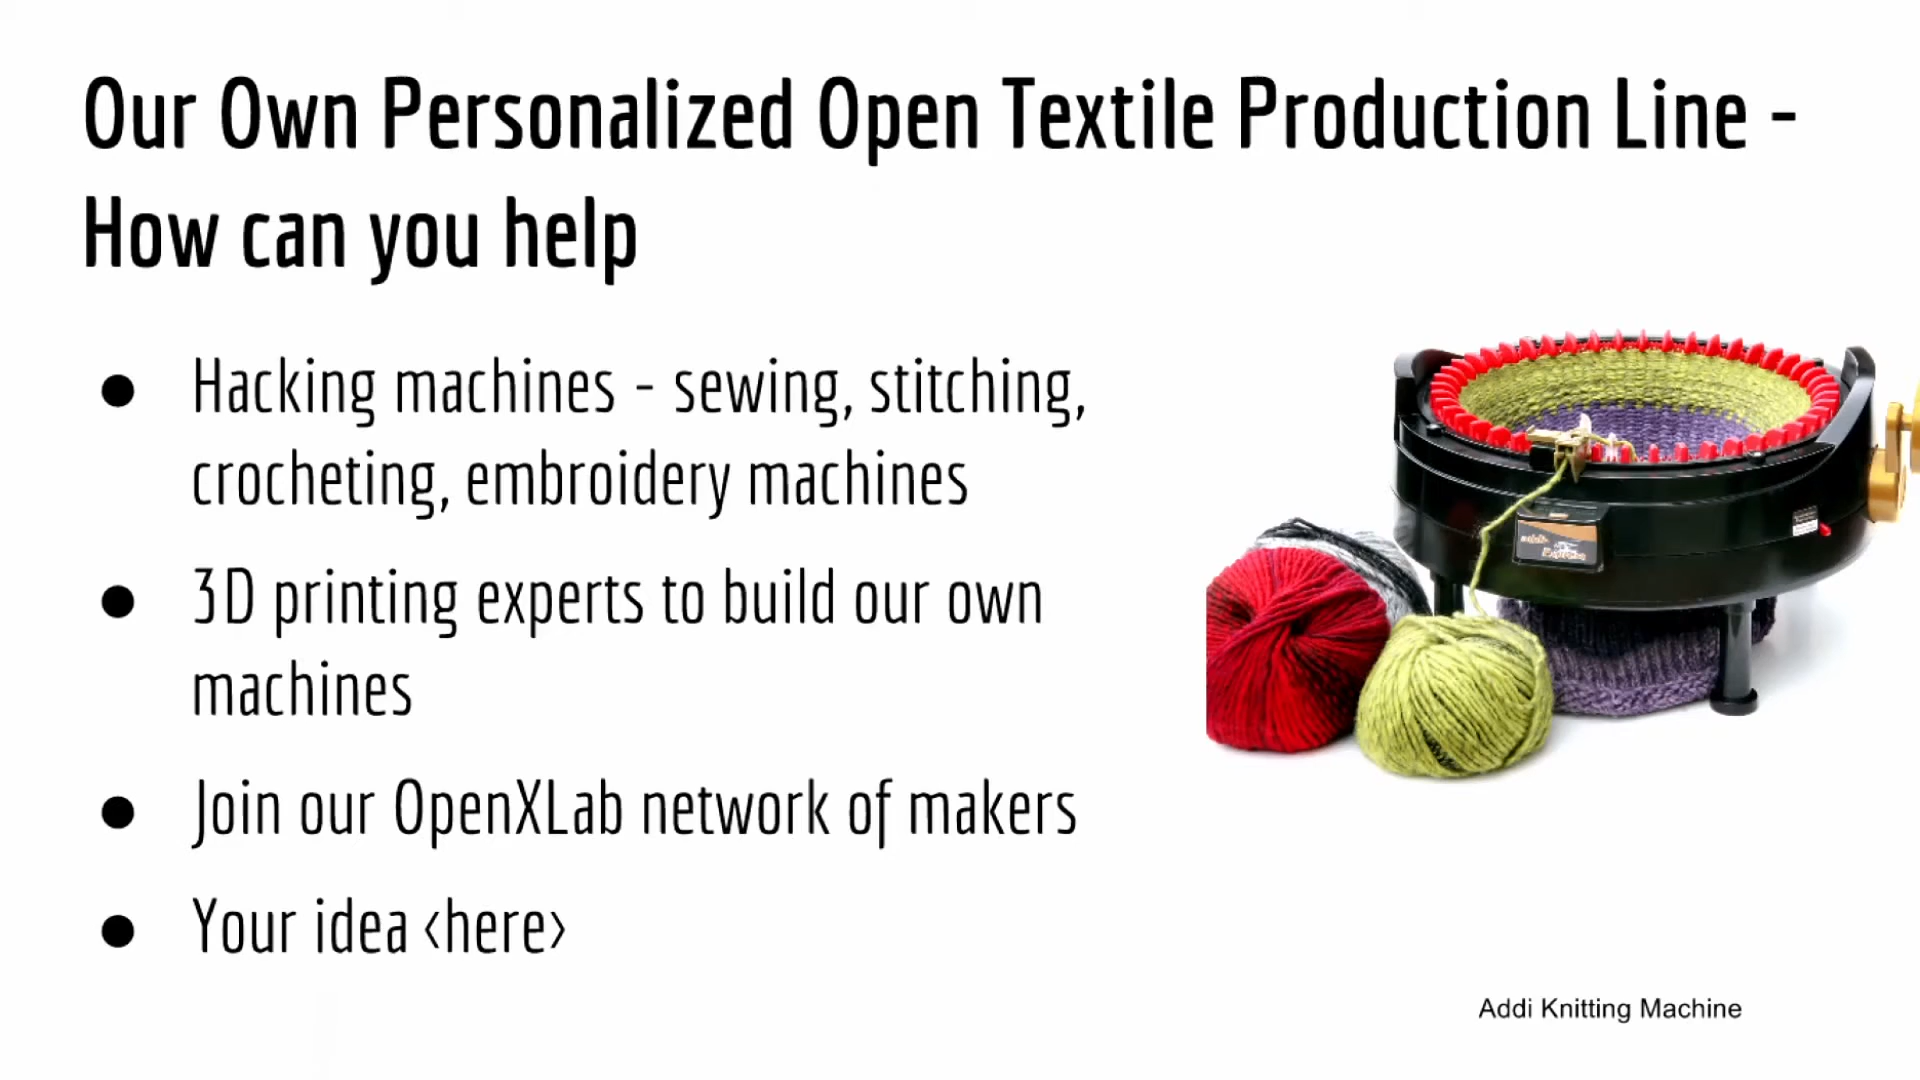 Our Own Personalized Open Textile Production Line -
How can you help
● Hacking machines - sewing, stitching,
crocheting, embroidery machines
● 3D printing experts to build our own
machines
● Join our OpenXLab network of makers
● Your idea <here>
Addi Knitting Machine